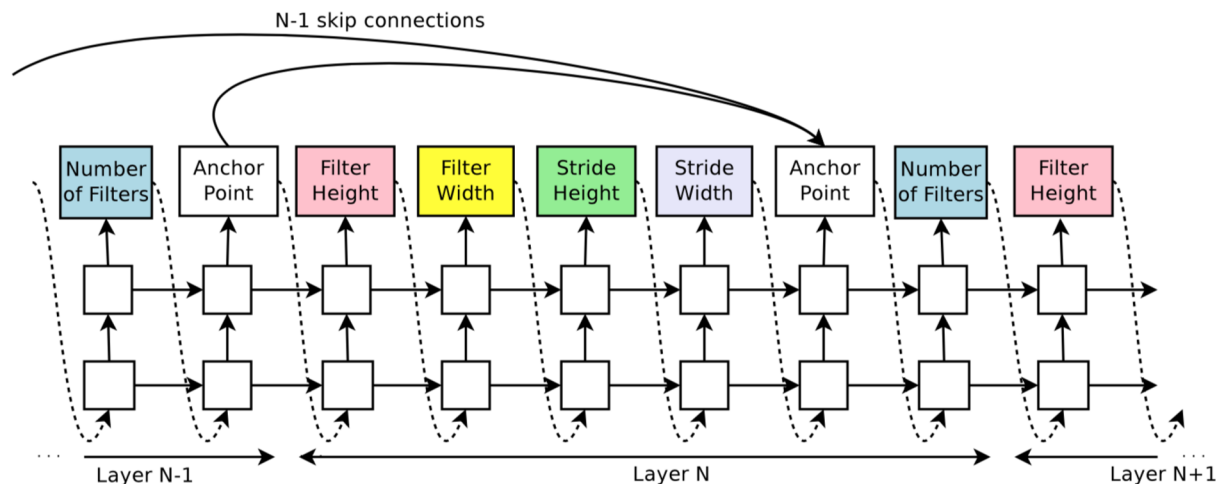 N-1 skip connections
Number
of Filters
Anchor
Point
Filter
Height
Filter
Width
Stride
Height
Stride
Width
Anchor
Point
Number
of Filters
Filter
Height
...
Layer N-1
Layer N
...
Layer N+1